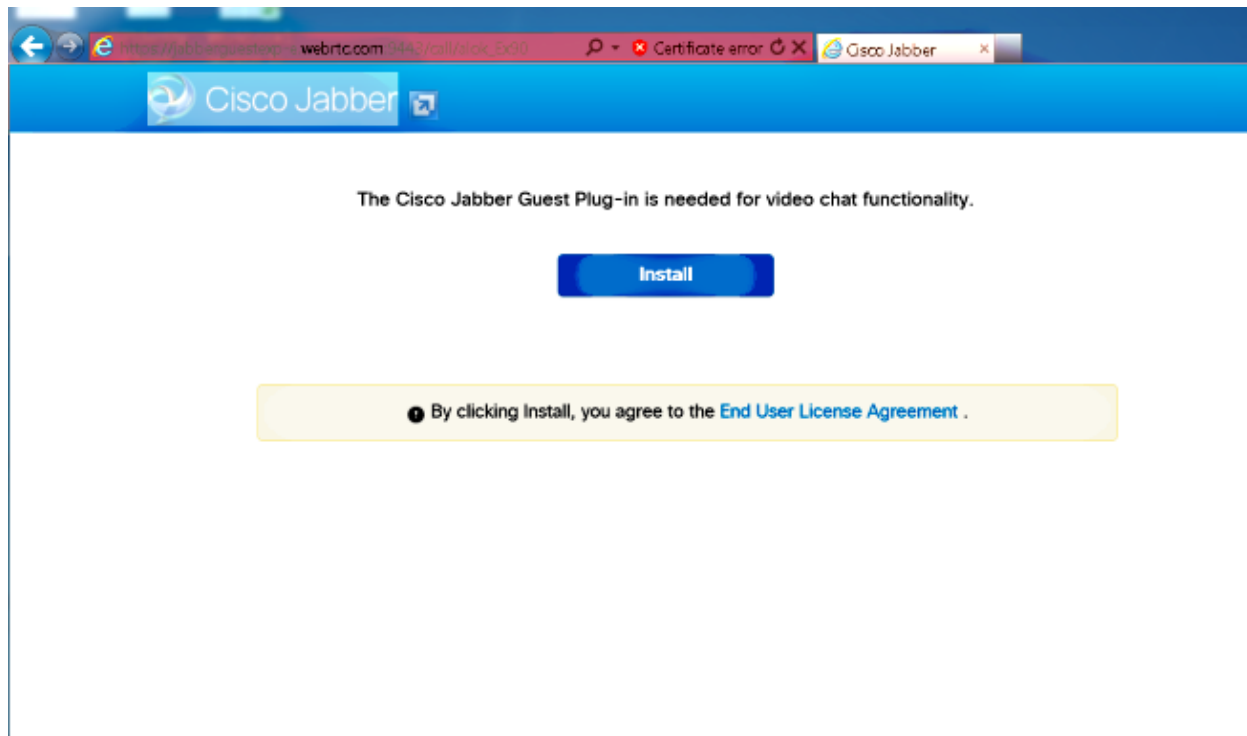 webrtc.com
Certificate error
Cisco Jabber
Cisco Jabber
The Cisco Jabber Guest Plug-in is needed for video chat functionality.
Install
By clicking Install, you agree to the End User License Agreement .